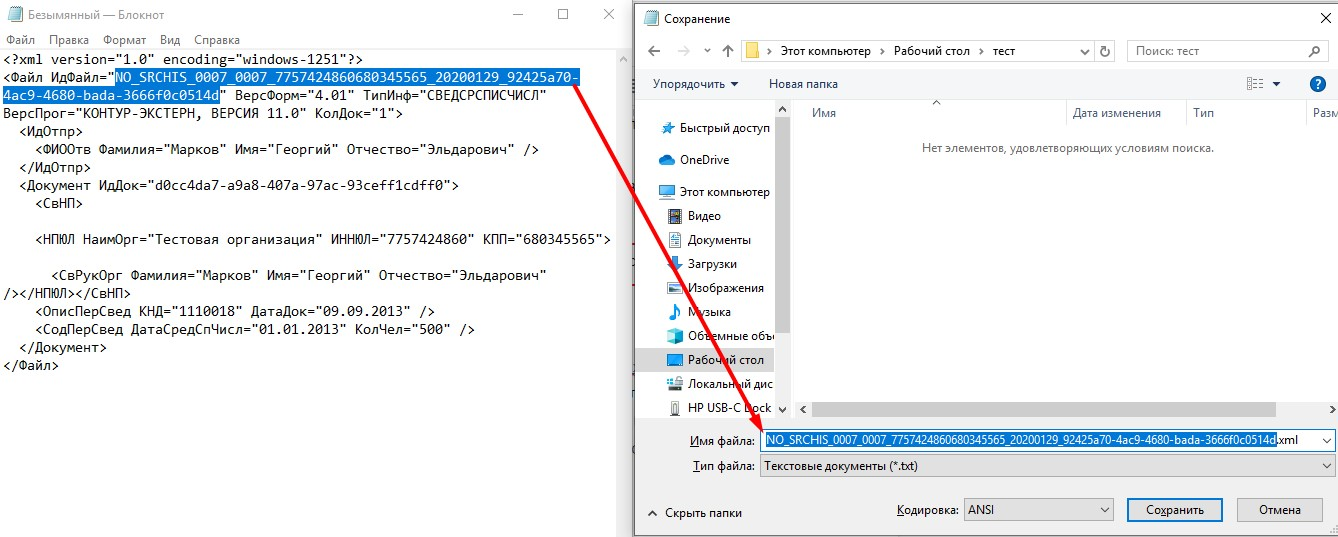 Безымянный — Блокнот
Файл Правка Формат Вид Справка
<?xml version="1.0" encoding="windows-1251"?>
<Файл ИдФайл="NO_SRCHIS_0007_0007_7757424860680345565_20200129_92425a70-
4ac9-4680-bada-3666f0c0514d" ВерсФорм="4.01" ТипИнф="СВЕДСРСПИСЧИСЛ"
ВерсПрог="КОНТУР-ЭКСТЕРН, ВЕРСИЯ 11.0" КолДок="1">
<ИдОтпр>
<ФИООтв Фамилия="Марков" Имя="Георгий" Отчество="Эльдарович" />
</ИдОтпр>
<Документ ИдДок="d0cc4da7-a9a8-407a-97ac-93ceff1cdff0">
<СвНП>
<НПЮЛ НаимОрг="Тестовая организация" ИННЮЛ="7757424860" КПП="680345565">
<СвРукОрг Фамилия="Марков" Имя="Георгий" Отчество="Эльдарович"
/></НПЮЛ></СвНП>
<ОписПерСвед КНД="1110018" ДатаДок="09.09.2013" />
<СодПерСвед ДатаСредСпЧисл="01.01.2013" КолЧел="500" />
</Документ>
</Файл>
Сохранение
Этот компьютер › Рабочий стол › тест
Поиск: тест
Упорядочить Новая папка
Имя Дата изменения Тип Разм
Нет элементов, удовлетворяющих условиям поиска.
Быстрый доступ
OneDrive
Этот компьютер
Видео
Документы
Загрузки
Изображения
Музыка
Объемные объе
Рабочий стол
Локальный дис
HP USB-C Dock
Имя файла: NO_SRCHIS_0007_0007_7757424860680345565_20200129_92425a70-4ac9-4680-bada-3666f0c0514d.xml
Тип файла: Текстовые документы (*.txt)
Скрыть папки
Кодировка: ANSI
Сохранить
Отмена